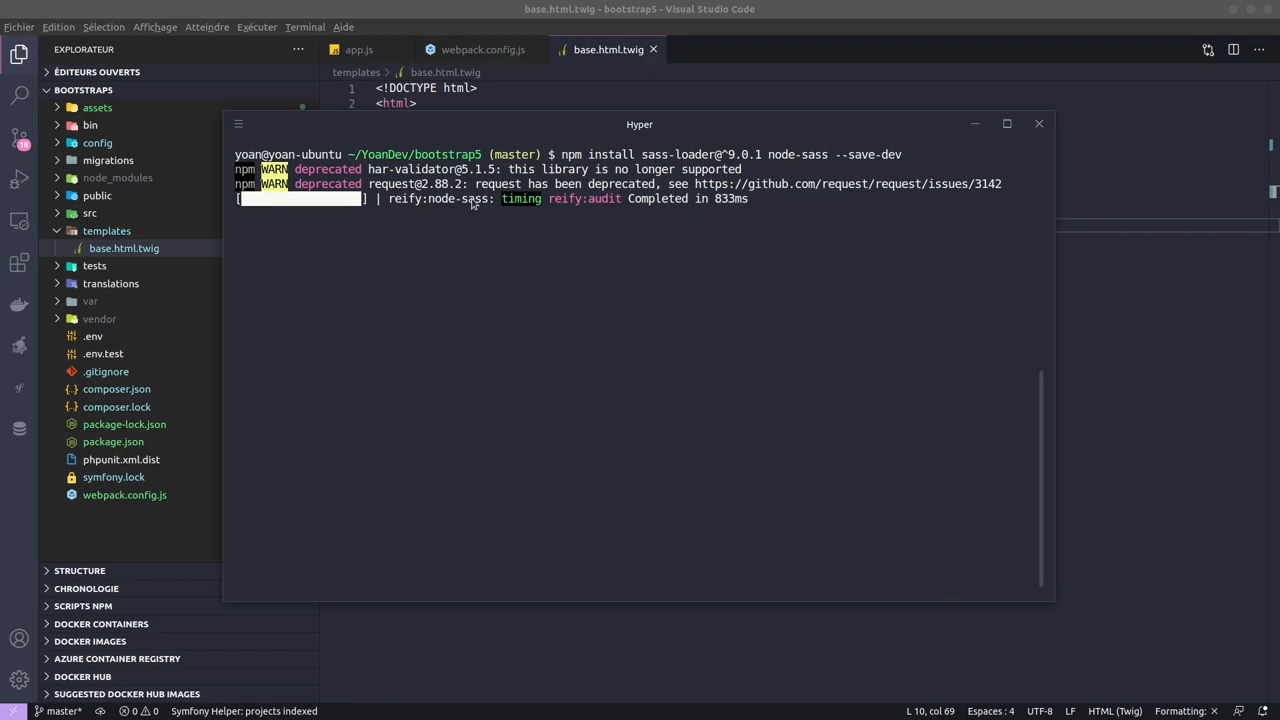 base.html.twig - bootstrap5 - Visual Studio Code
Fichier Edition Sélection Affichage Atteindre Exécuter Terminal Aide
EXPLORATEUR
app.js
webpack.config.js
base.html.twig
ÉDITEURS OUVERTS
templates > base.html.twig
BOOTSTRAP5
1 <!DOCTYPE html>
2 <html>
assets
bin
config
migrations
node_modules
public
src
templates
base.html.twig
tests
translations
var
vendor
.env
.env.test
.gitignore
composer.json
composer.lock
package-lock.json
package.json
phpunit.xml.dist
symfony.lock
webpack.config.js
18
Hyper
yoan@yoan-ubuntu ~/YoanDev/bootstrap5 (master) $ npm install sass-loader@^9.0.1 node-sass --save-dev
npm WARN deprecated har-validator@5.1.5: this library is no longer supported
npm WARN deprecated request@2.88.2: request has been deprecated, see https://github.com/request/request/issues/3142
[ ] | reify:node-sass: timing reify:audit Completed in 833ms
STRUCTURE
CHRONOLOGIE
SCRIPTS NPM
DOCKER CONTAINERS
DOCKER IMAGES
AZURE CONTAINER REGISTRY
DOCKER HUB
SUGGESTED DOCKER HUB IMAGES
master* 0 0 Symfony Helper: projects indexed
L 10, col 69 Espaces : 4 UTF-8 LF HTML (Twig) Formatting: ×